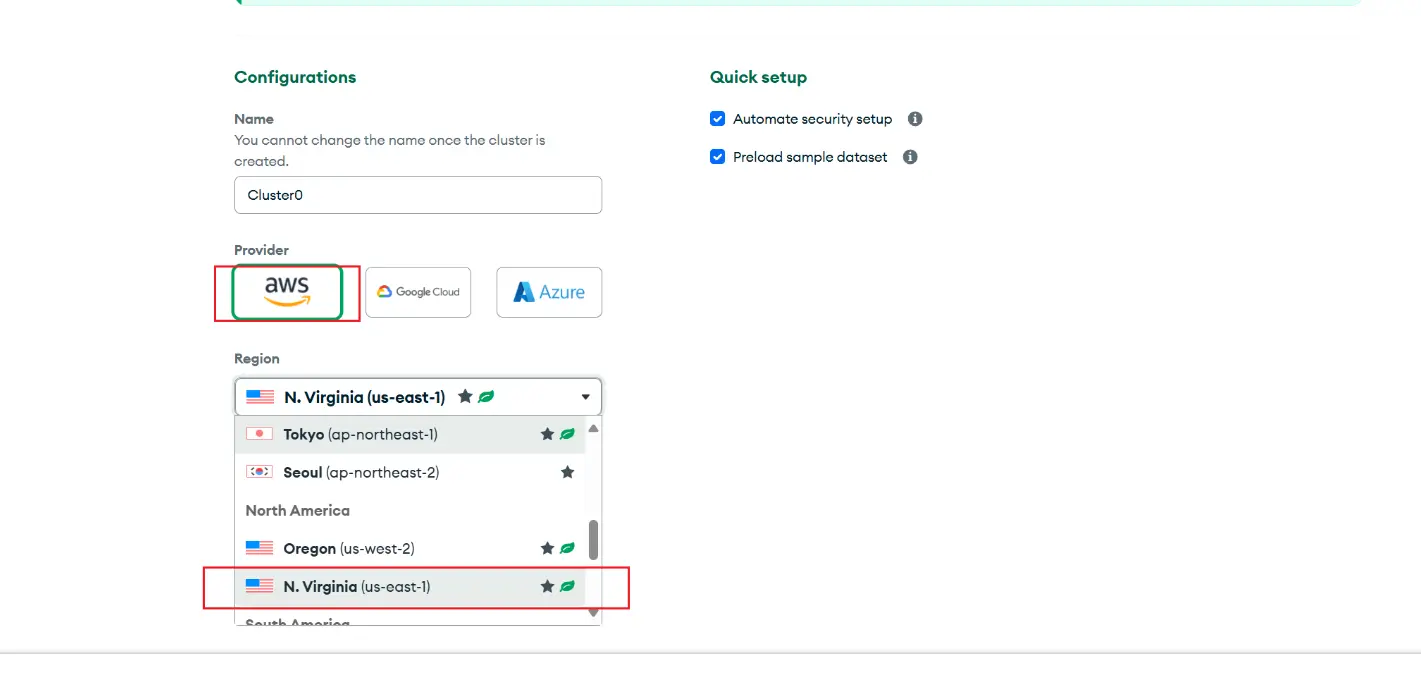 Configurations
Name
You cannot change the name once the cluster is
created.
Cluster0
Provider
aws
Google Cloud
Azure
Region
N. Virginia (us-east-1)
Tokyo (ap-northeast-1)
Seoul (ap-northeast-2)
North America
Oregon (us-west-2)
N. Virginia (us-east-1)
South America
Quick setup
Automate security setup
Preload sample dataset